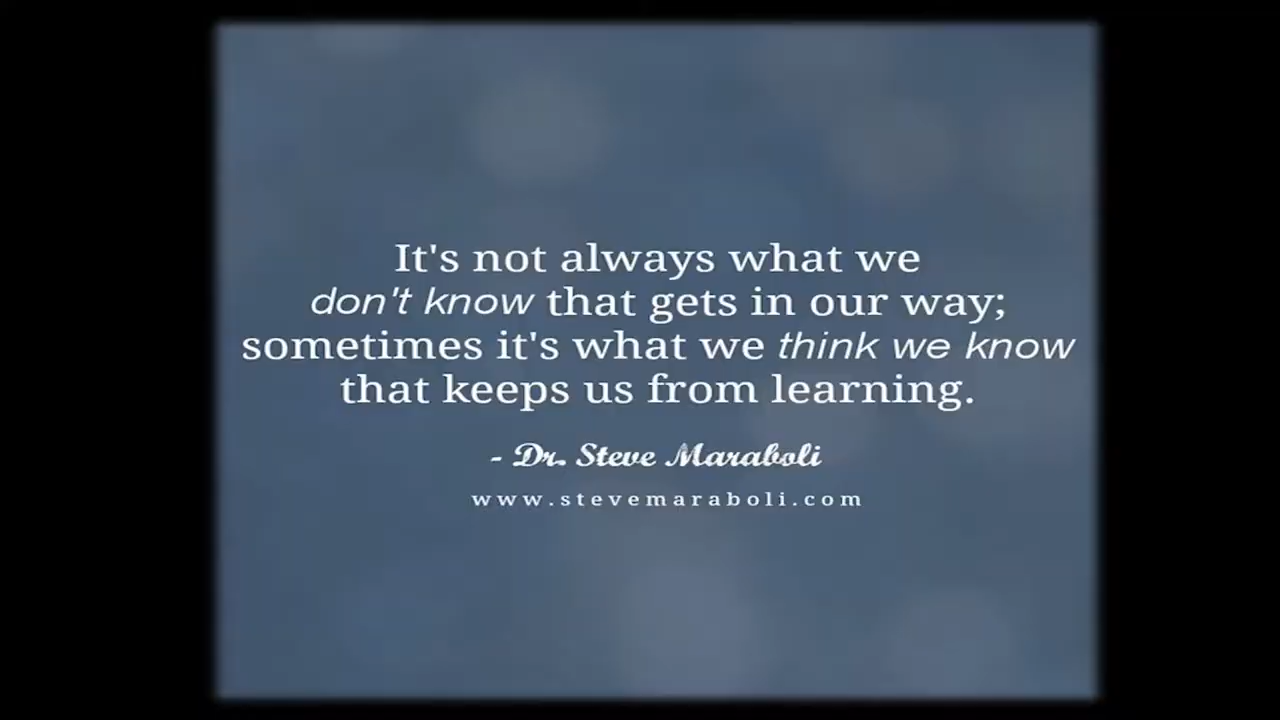 It's not always what we
don't know that gets in our way;
sometimes it's what we think we know
that keeps us from learning.
- Dr. Steve Maraboli
www.stevemaraboli.com